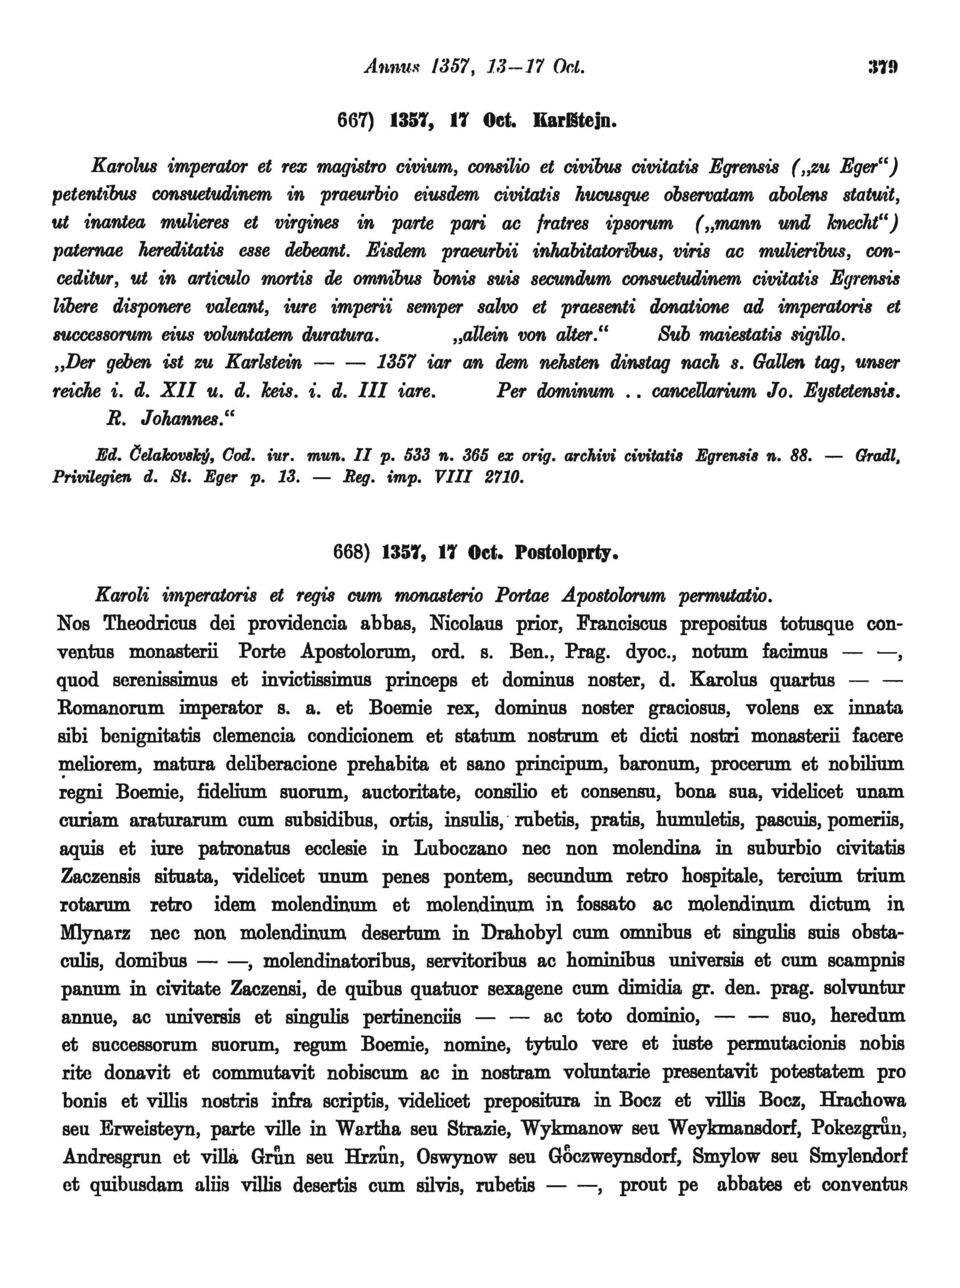 Annus 1357, 13—17 Oct. 379
667) 1357, 17 Oct. Karlštejn.
Karolus imperator et rex magistro civium, consilio et civibus civitatis Egrensis („zu Eger“)
petentibus consuetudinem in praeurbio eiusdem civitatis hucusque observatam abolens statuit,
ut inantea mulieres et virgines in parte pari ac fratres ipsorum („mann und knecht“)
paternae hereditatis esse debeant. Eisdem praeurbii inhabitatoribus, viris ac mulieribus, con-
ceditur, ut in articulo mortis de omnibus bonis suis secundum consuetudinem civitatis Egrensis
libere disponere valeant, iure imperii semper salvo et praesenti donatione ad imperatoris et
successorum eius voluntatem duratura. „allein von alter.“ Sub maiestatis sigillo.
„Der geben ist zu Karlstein — — 1357 iar an dem nehsten dinstag nach s. Gallen tag, unser
reiche i. d. XII u. d. keis. i. d. III iare. Per dominum . . cancellarium Jo. Eystetensis.
R. Johannes.“
Ed. Čelakovský, Cod. iur. mun. II p. 533 n. 365 ex orig. archivi civitatis Egrensis n. 88. — Gradl,
Privilegien d. St. Eger p. 13. — Reg. imp. VIII 2710.
668) 1357, 17 Oct. Postoloprty.
Karoli imperatoris et regis cum monasterio Portae Apostolorum permutatio.
Nos Theodricus dei providencia abbas, Nicolaus prior, Franciscus prepositus totusque con-
ventus monasterii Porte Apostolorum, ord. s. Ben., Prag. dyoc., notum facimus — —,
quod serenissimus et invictissimus princeps et dominus noster, d. Karolus quartus — —
Romanorum imperator s. a. et Boemie rex, dominus noster graciosus, volens ex innata
sibi benignitatis clemencia condicionem et statum nostrum et dicti nostri monasterii facere
meliorem, matura deliberacione prehabita et sano principum, baronum, procerum et nobilium
regni Boemie, fidelium suorum, auctoritate, consilio et consensu, bona sua, videlicet unam
curiam araturarum cum subsidibus, ortis, insulis, rubetis, pratis, humuletis, pascuis, pomeriis,
aquis et iure patronatus ecclesie in Luboczano nec non molendina in suburbio civitatis
Zaczensis situata, videlicet unum penes pontem, secundum retro hospitale, tercium trium
rotarum retro idem molendinum et molendinum in fossato ac molendinum dictum in
Mlynarz nec non molendinum desertum in Drahobyl cum omnibus et singulis suis obsta-
culis, domibus — —, molendinatoribus, servitoribus ac hominibus universis et cum scampnis
panum in civitate Zaczensi, de quibus quatuor sexagene cum dimidia gr. den. prag. solvuntur
annue, ac universis et singulis pertinenciis — — ac toto dominio, — — suo, heredum
et successorum suorum, regum Boemie, nomine, tytulo vere et iuste permutacionis nobis
rite donavit et commutavit nobiscum ac in nostram voluntarie presentavit potestatem pro
bonis et villis nostris infra scriptis, videlicet prepositura in Bocz et villis Bocz, Hrachowa
seu Erweisteyn, parte ville in Wartha seu Strazie, Wykmanow seu Weykmansdorf, Pokezgrůn,
Andresgrun et villa Grůn seu Hrzůn, Oswynow seu Goͤczweynsdorf, Smylow seu Smylendorf
et quibusdam aliis villis desertis cum silvis, rubetis — —, prout pe abbates et conventus